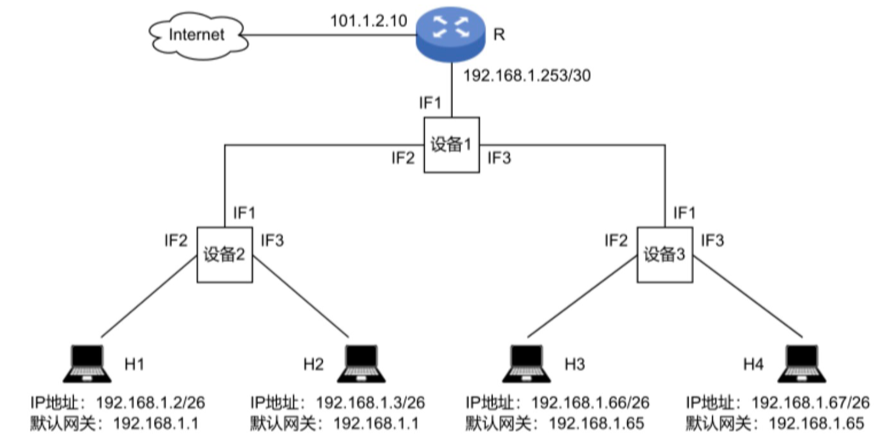 101.1.2.10
Internet
R
192.168.1.253/30
IF1
设备1
IF2
IF3
IF1
IF1
IF2
设备2
IF3
IF2
设备3
IF3
H1
H2
H3
H4
IP地址：192.168.1.2/26
默认网关：192.168.1.1
IP地址：192.168.1.3/26
默认网关：192.168.1.1
IP地址：192.168.1.66/26
默认网关：192.168.1.65
IP地址：192.168.1.67/26
默认网关：192.168.1.65